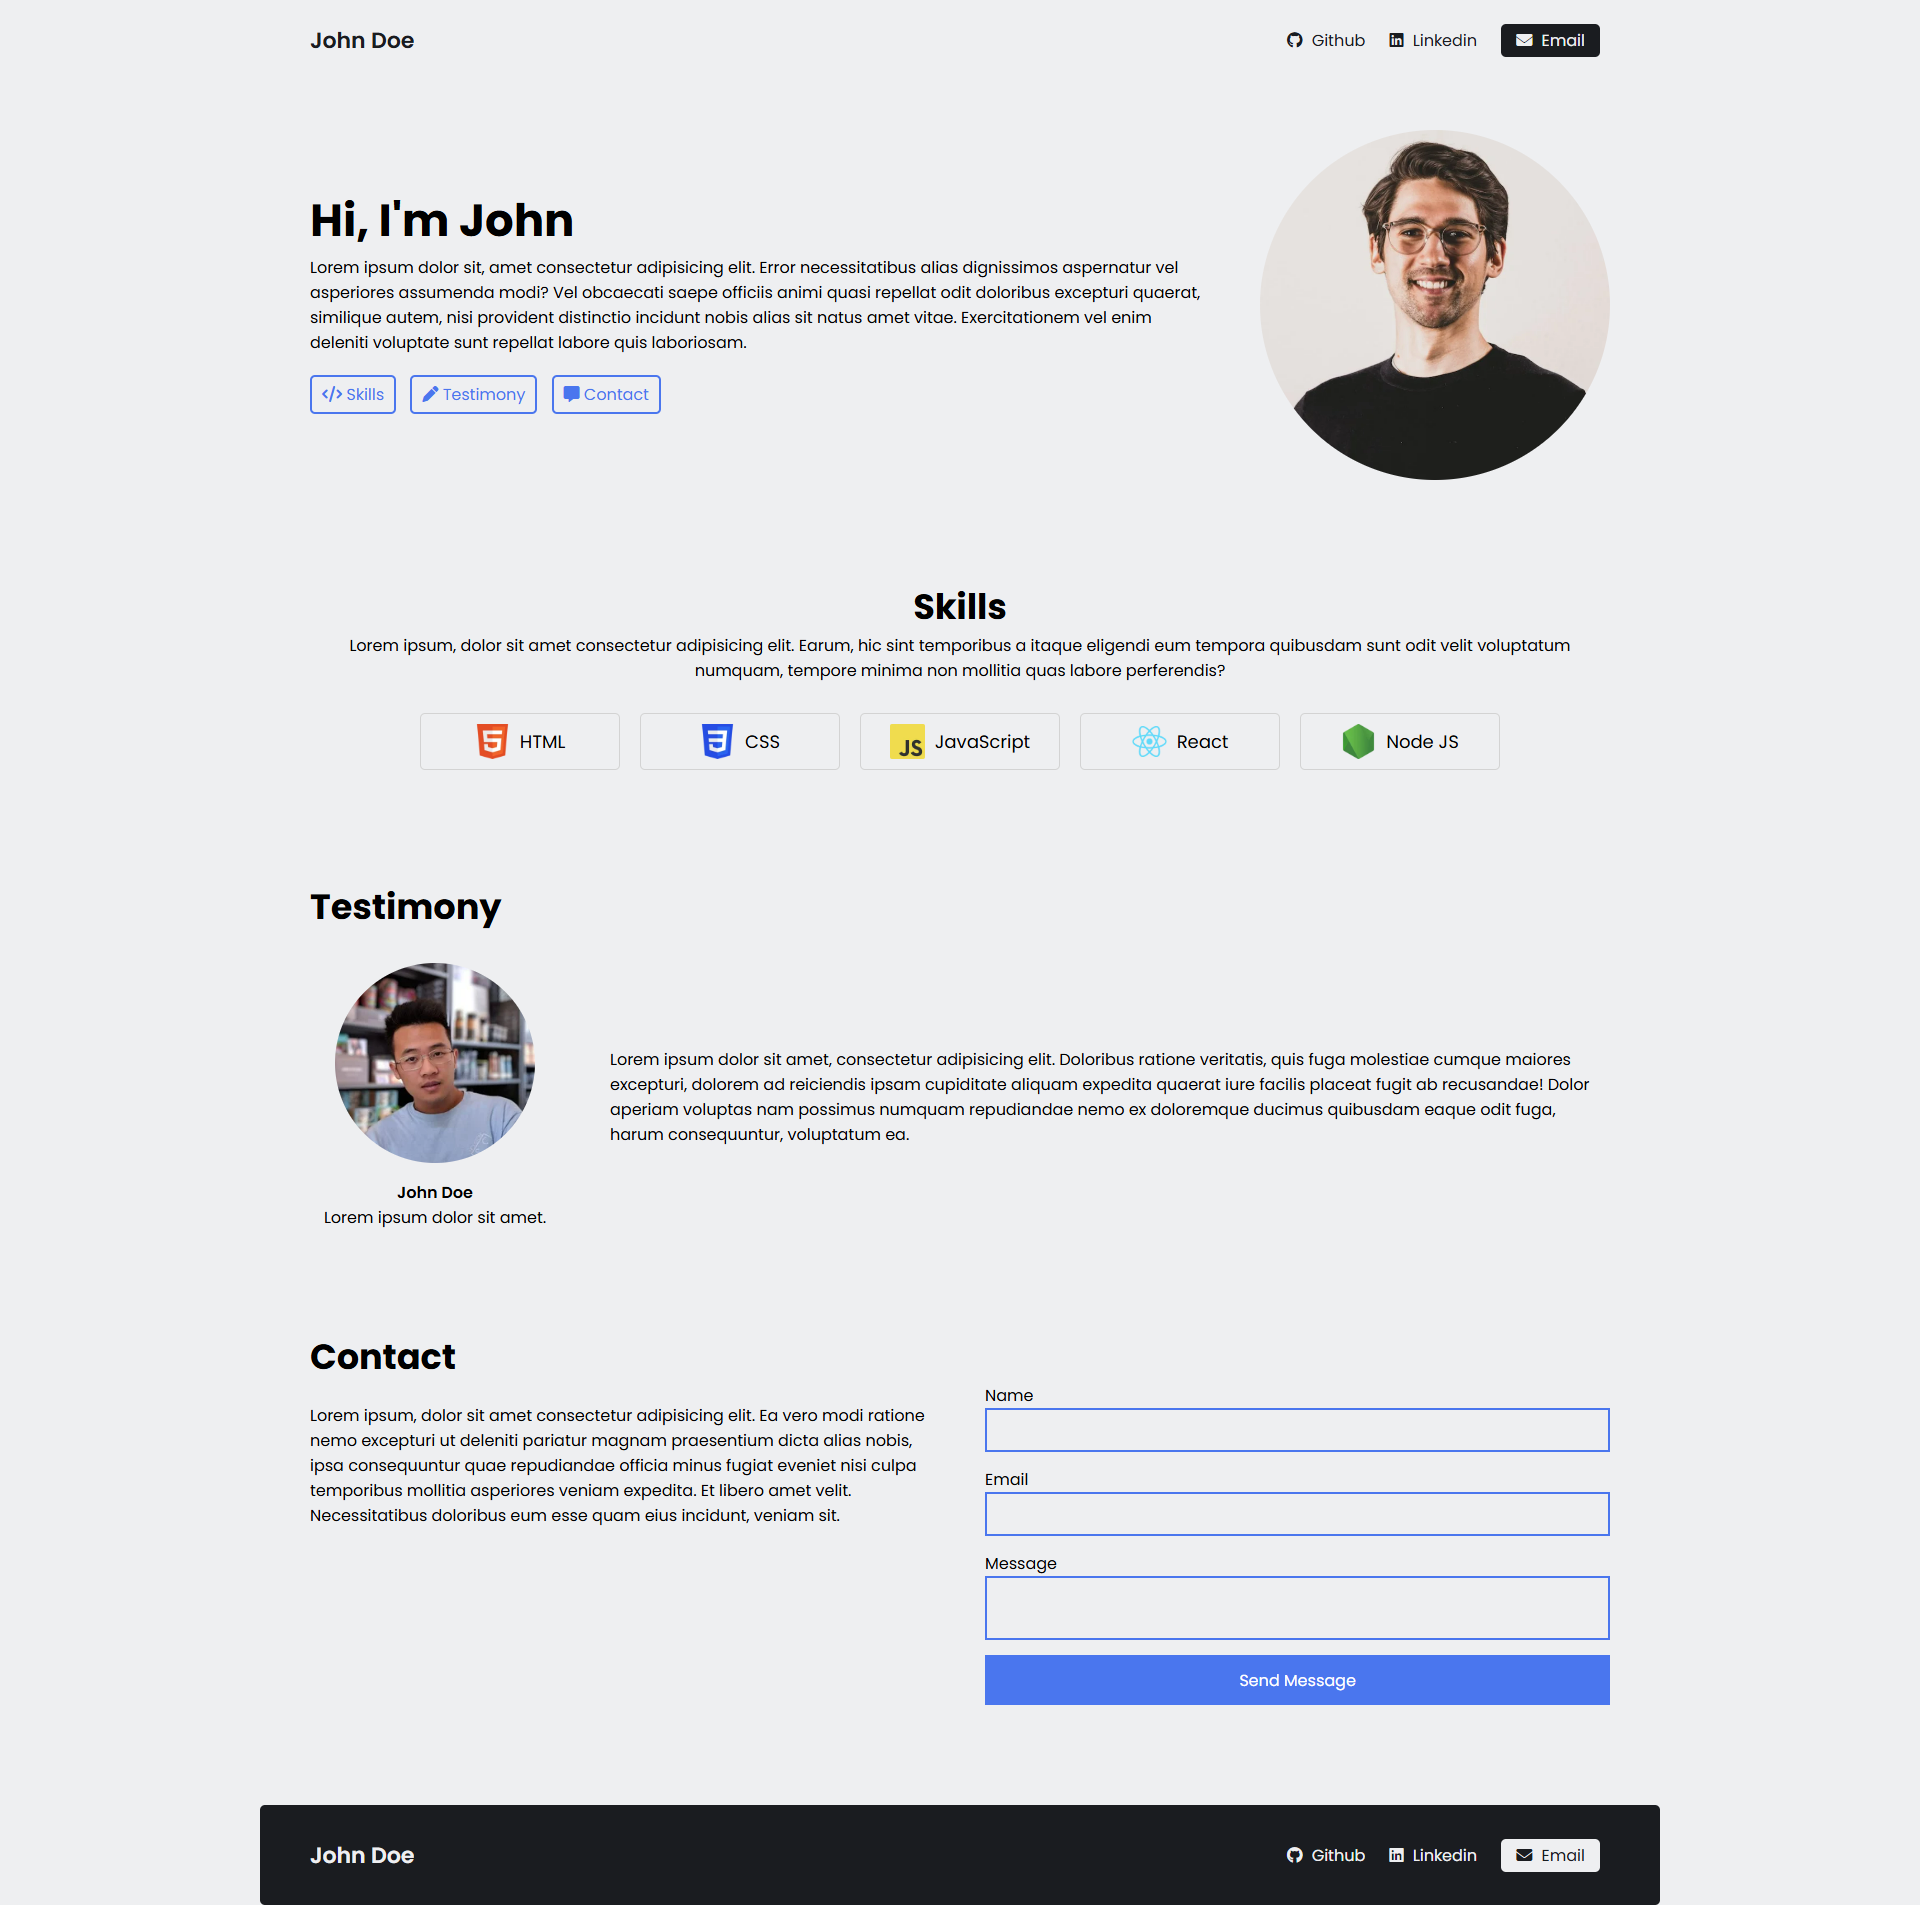 John Doe
Github Linkedin Email
Hi, I'm John
Lorem ipsum dolor sit, amet consectetur adipisicing elit. Error necessitatibus alias dignissimos aspernatur vel
asperiores assumenda modi? Vel obcaecati saepe officiis animi quasi repellat odit doloribus excepturi quaerat,
similique autem, nisi provident distinctio incidunt nobis alias sit natus amet vitae. Exercitationem vel enim
deleniti voluptate sunt repellat labore quis laboriosam.
Skills Testimony Contact
Skills
Lorem ipsum, dolor sit amet consectetur adipisicing elit. Earum, hic sint temporibus a itaque eligendi eum tempora quibusdam sunt odit velit voluptatum
numquam, tempore minima non mollitia quas labore perferendis?
5 HTML 3 CSS JS JavaScript React Node JS
Testimony
Lorem ipsum dolor sit amet, consectetur adipisicing elit. Doloribus ratione veritatis, quis fuga molestiae cumque maiores
excepturi, dolorem ad reiciendis ipsam cupiditate aliquam expedita quaerat iure facilis placeat fugit ab recusandae! Dolor
aperiam voluptas nam possimus numquam repudiandae nemo ex doloremque ducimus quibusdam eaque odit fuga,
harum consequuntur, voluptatum ea.
John Doe
Lorem ipsum dolor sit amet.
Contact
Lorem ipsum, dolor sit amet consectetur adipisicing elit. Ea vero modi ratione
nemo excepturi ut deleniti pariatur magnam praesentium dicta alias nobis,
ipsa consequuntur quae repudiandae officia minus fugiat eveniet nisi culpa
temporibus mollitia asperiores veniam expedita. Et libero amet velit.
Necessitatibus doloribus eum esse quam eius incidunt, veniam sit.
Name
Email
Message
Send Message
John Doe
Github Linkedin Email